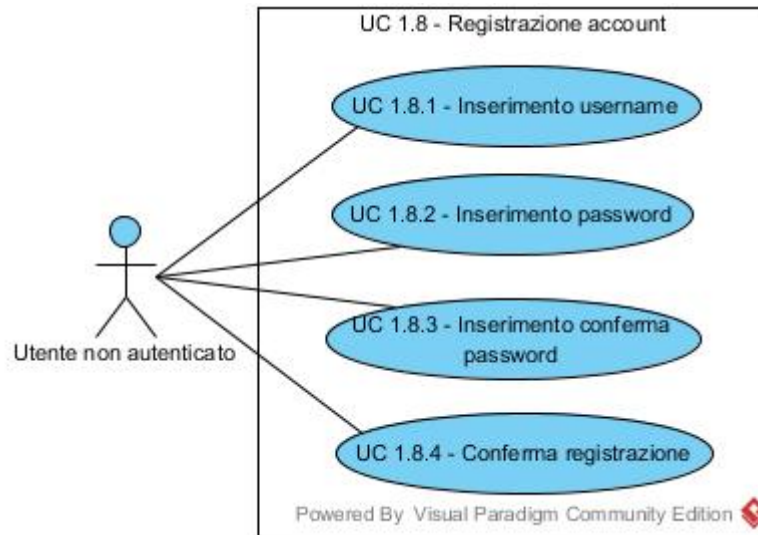 UC 1.8 - Registrazione account
UC 1.8.1 - Inserimento username
UC 1.8.2 - Inserimento password
UC 1.8.3 - Inserimento conferma
password
UC 1.8.4 - Conferma registrazione
Utente non autenticato
Powered By Visual Paradigm Community Edition